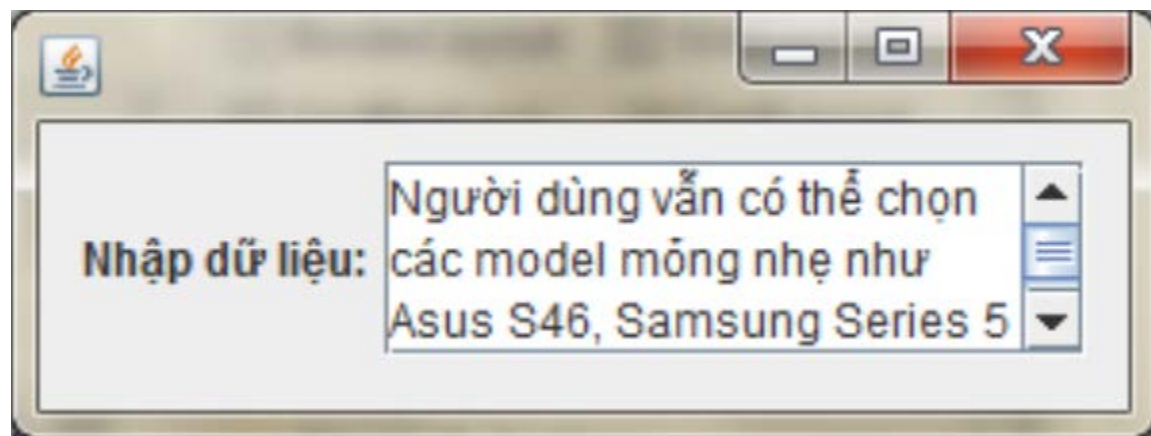 Nhập dữ liệu:
Người dùng vẫn có thể chọn
các model mỏng nhẹ như
Asus S46, Samsung Series 5